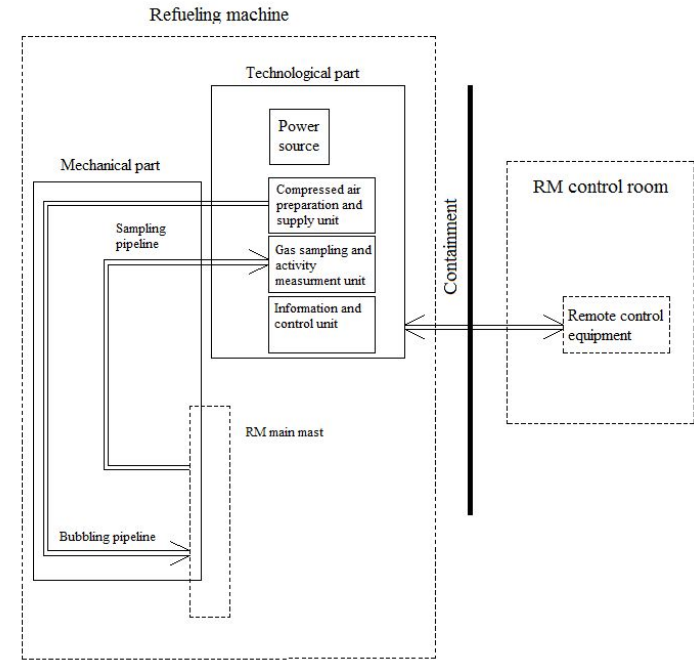 Refueling machine
Technological part
Power
source
Mechanical part
Compressed air
preparation and
supply unit
Sampling
pipeline
Gas sampling and
activity
measurment unit
Information and
control unit
Containment
RM control room
Remote control
equipment
RM main mast
Bubbling pipeline